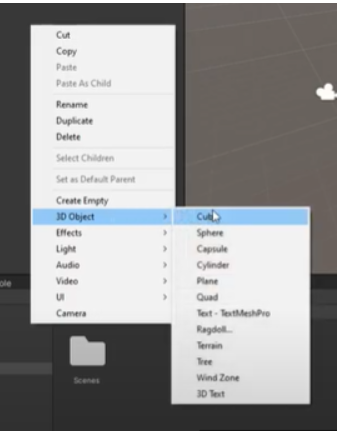 Cut
Copy
Paste
Paste As Child
Rename
Duplicate
Delete
Select Children
Set as Default Parent
Create Empty
3D Object
Effects
Light
Audio
Video
UI
Camera
Cube
Sphere
Capsule
Cylinder
Plane
Quad
Text - TextMeshPro
Ragdoll...
Terrain
Tree
Wind Zone
3D Text
ole
Scenes